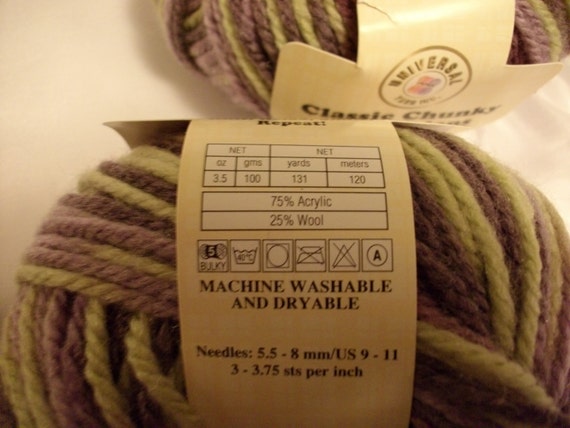 UNIVERSAL
YARN INC.
Classic Chunky
Repeat!
NET NET
oz gms yards meters
3.5 100 131 120
75% Acrylic
25% Wool
5
BULKY
40°C
A
MACHINE WASHABLE
AND DRYABLE
Needles: 5.5 - 8 mm/US 9 - 11
3 - 3.75 sts per inch